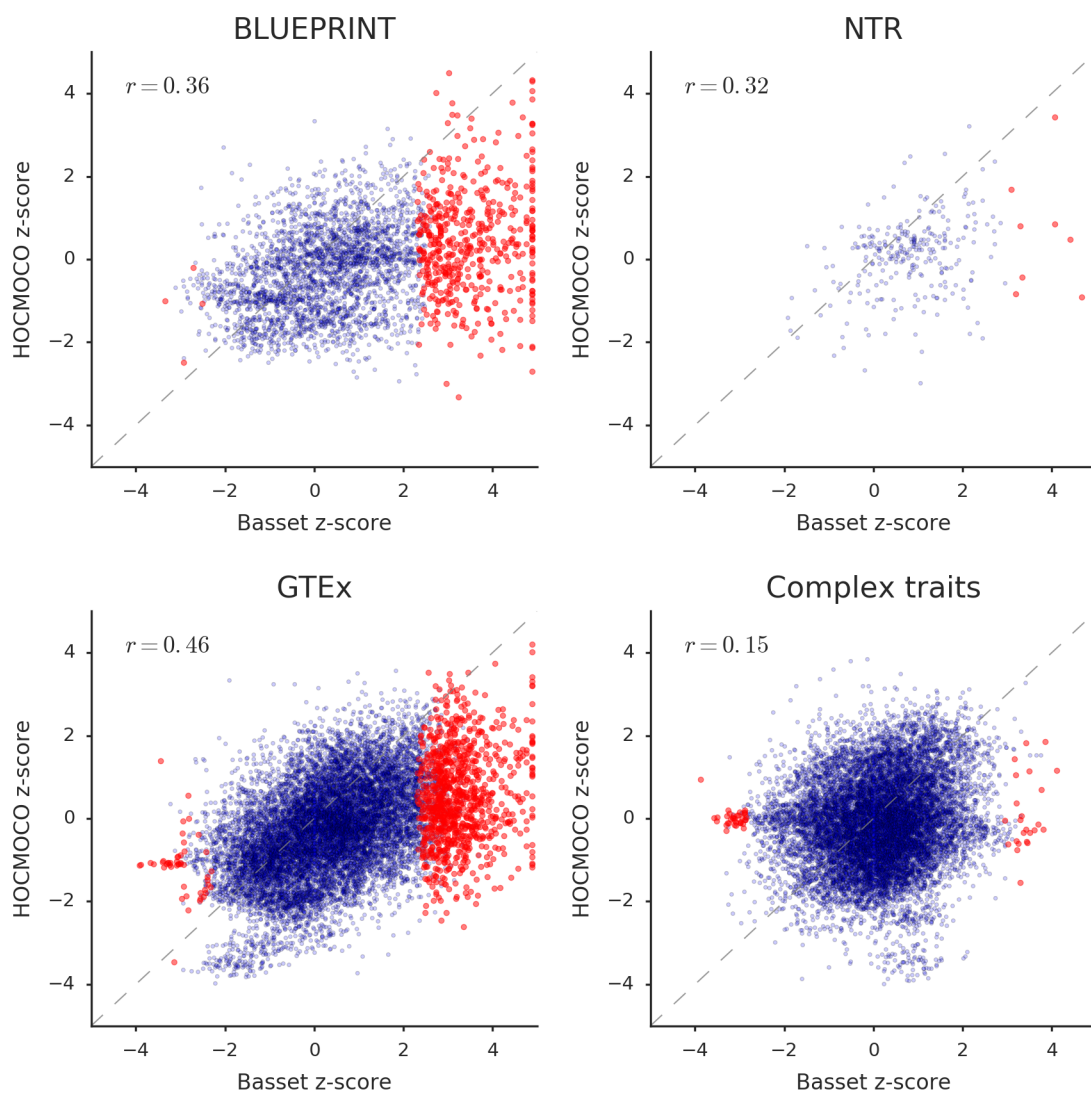 BLUEPRINT
r = 0.36
4
2
0
−2
−4
HOCMOCO z-score
−4 −2 0 2 4
Basset z-score
NTR
r = 0.32
4
2
0
−2
−4
HOCMOCO z-score
−4 −2 0 2 4
Basset z-score
GTEx
r = 0.46
4
2
0
−2
−4
HOCMOCO z-score
−4 −2 0 2 4
Basset z-score
Complex traits
r = 0.15
4
2
0
−2
−4
HOCMOCO z-score
−4 −2 0 2 4
Basset z-score